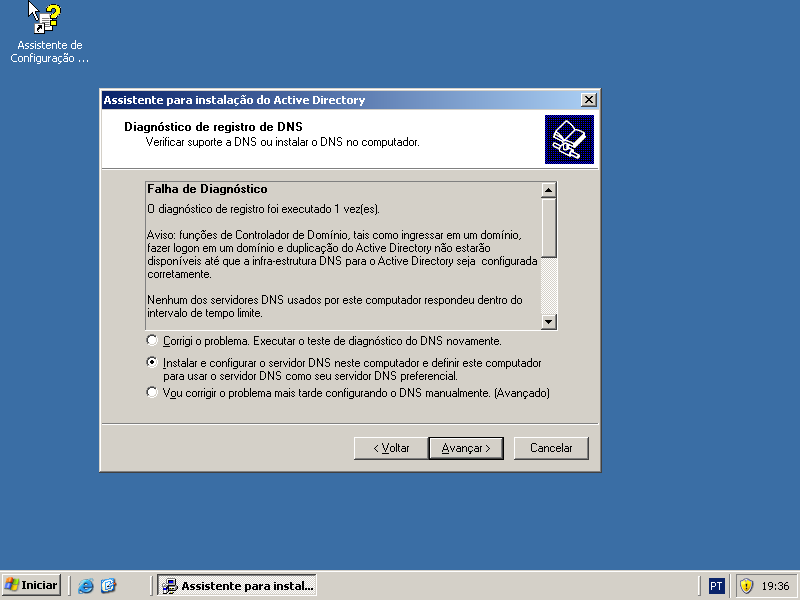 Assistente de
Configuração ...
Assistente para instalação do Active Directory
Diagnóstico de registro de DNS
Verificar suporte a DNS ou instalar o DNS no computador.
Falha de Diagnóstico
O diagnóstico de registro foi executado 1 vez(es).
Aviso: funções de Controlador de Domínio, tais como ingressar em um domínio,
fazer logon em um domínio e duplicação do Active Directory não estarão
disponíveis até que a infra-estrutura DNS para o Active Directory seja configurada
corretamente.
Nenhum dos servidores DNS usados por este computador respondeu dentro do
intervalo de tempo limite.
Corrigi o problema. Executar o teste de diagnóstico do DNS novamente.
Instalar e configurar o servidor DNS neste computador e definir este computador
para usar o servidor DNS como seu servidor DNS preferencial.
Vou corrigir o problema mais tarde configurando o DNS manualmente. (Avançado)
< Voltar
Avançar >
Cancelar
Iniciar
Assistente para instal...
PT
19:36